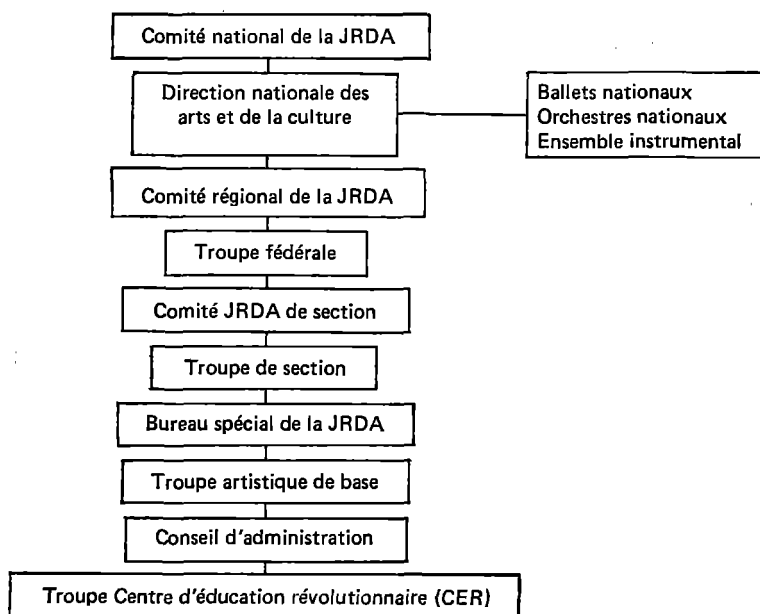 Comité national de la JRDA
Direction nationale des
arts et de la culture
Ballets nationaux
Orchestres nationaux
Ensemble instrumental
Comité régional de la JRDA
Troupe fédérale
Comité JRDA de section
Troupe de section
Bureau spécial de la JRDA
Troupe artistique de base
Conseil d'administration
Troupe Centre d'éducation révolutionnaire (CER)